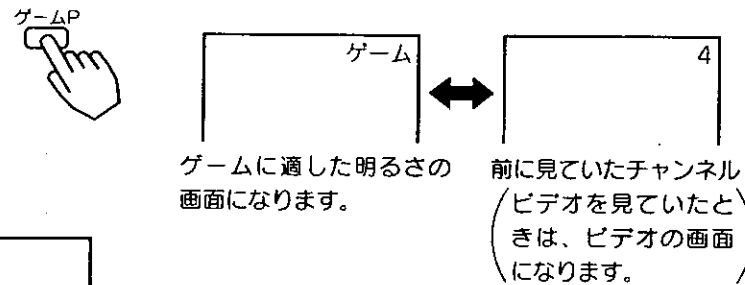 ゲームP
ゲーム
4
ゲームに適した明るさの
画面になります。
前に見ていたチャンネル
(ビデオを見ていたと
きは、ビデオの画面
になります。)